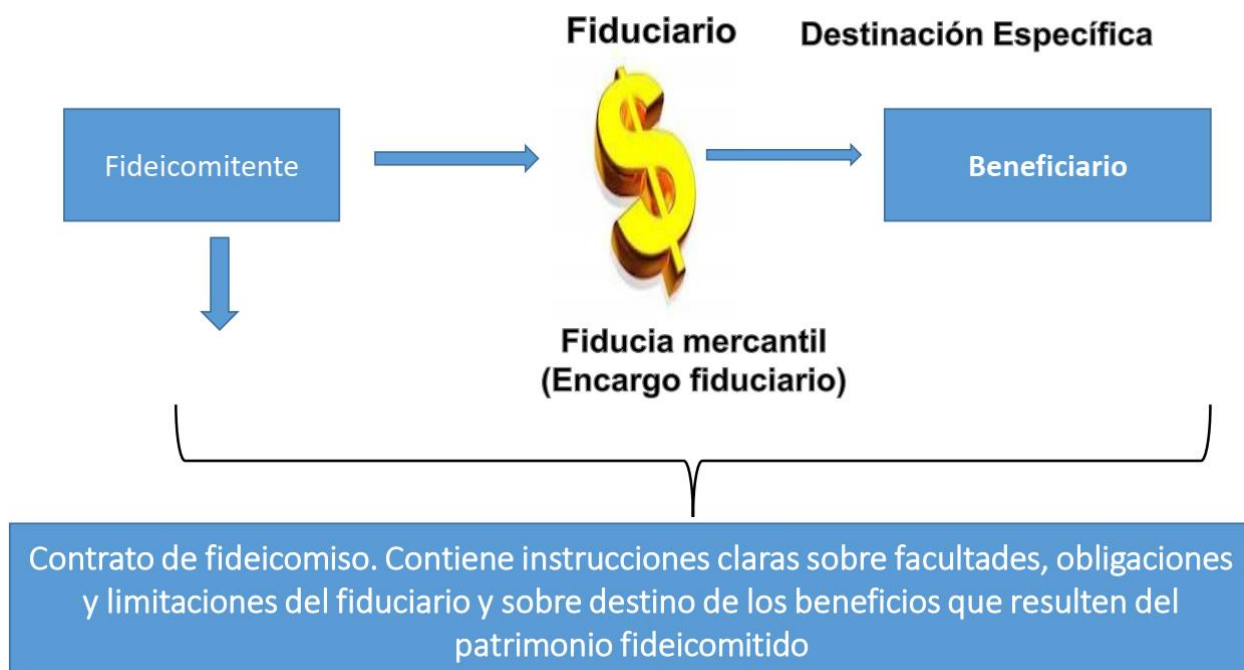 Fiduciario
Destinación Específica
Fideicomitente
Beneficiario
Fiducia mercantil
(Encargo fiduciario)
Contrato de fideicomiso. Contiene instrucciones claras sobre facultades, obligaciones
y limitaciones del fiduciario y sobre destino de los beneficios que resulten del
patrimonio fideicomitido